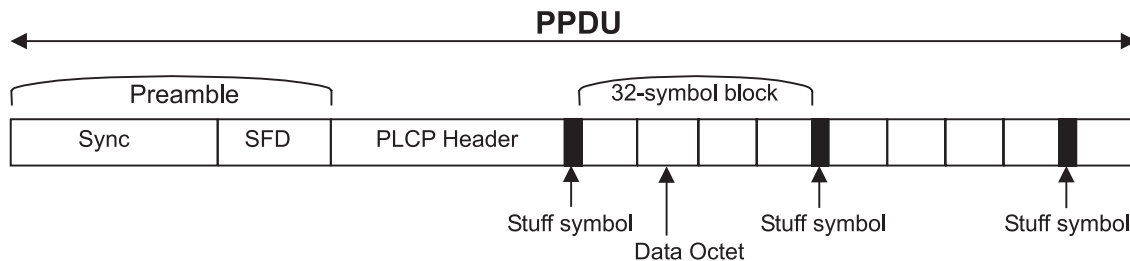 PPDU
Preamble
32-symbol block
Sync
SFD
PLCP Header
Stuff symbol
Stuff symbol
Stuff symbol
Data Octet